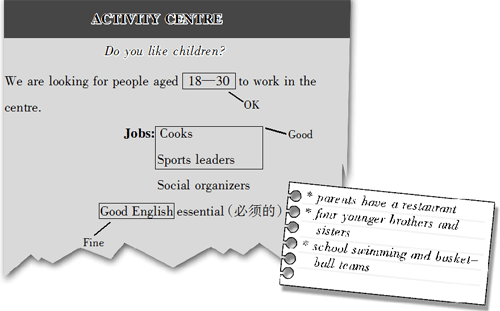 ACTIVITY CENTRE
Do you like children?
We are looking for people aged 18—30 to work in the
centre.
OK
Jobs: Cooks
Good
Sports leaders
Social organizers
Good English essential (必须的)
Fine
* parents have a restaurant
* four younger brothers and
sisters
* school swimming and basket-
ball teams